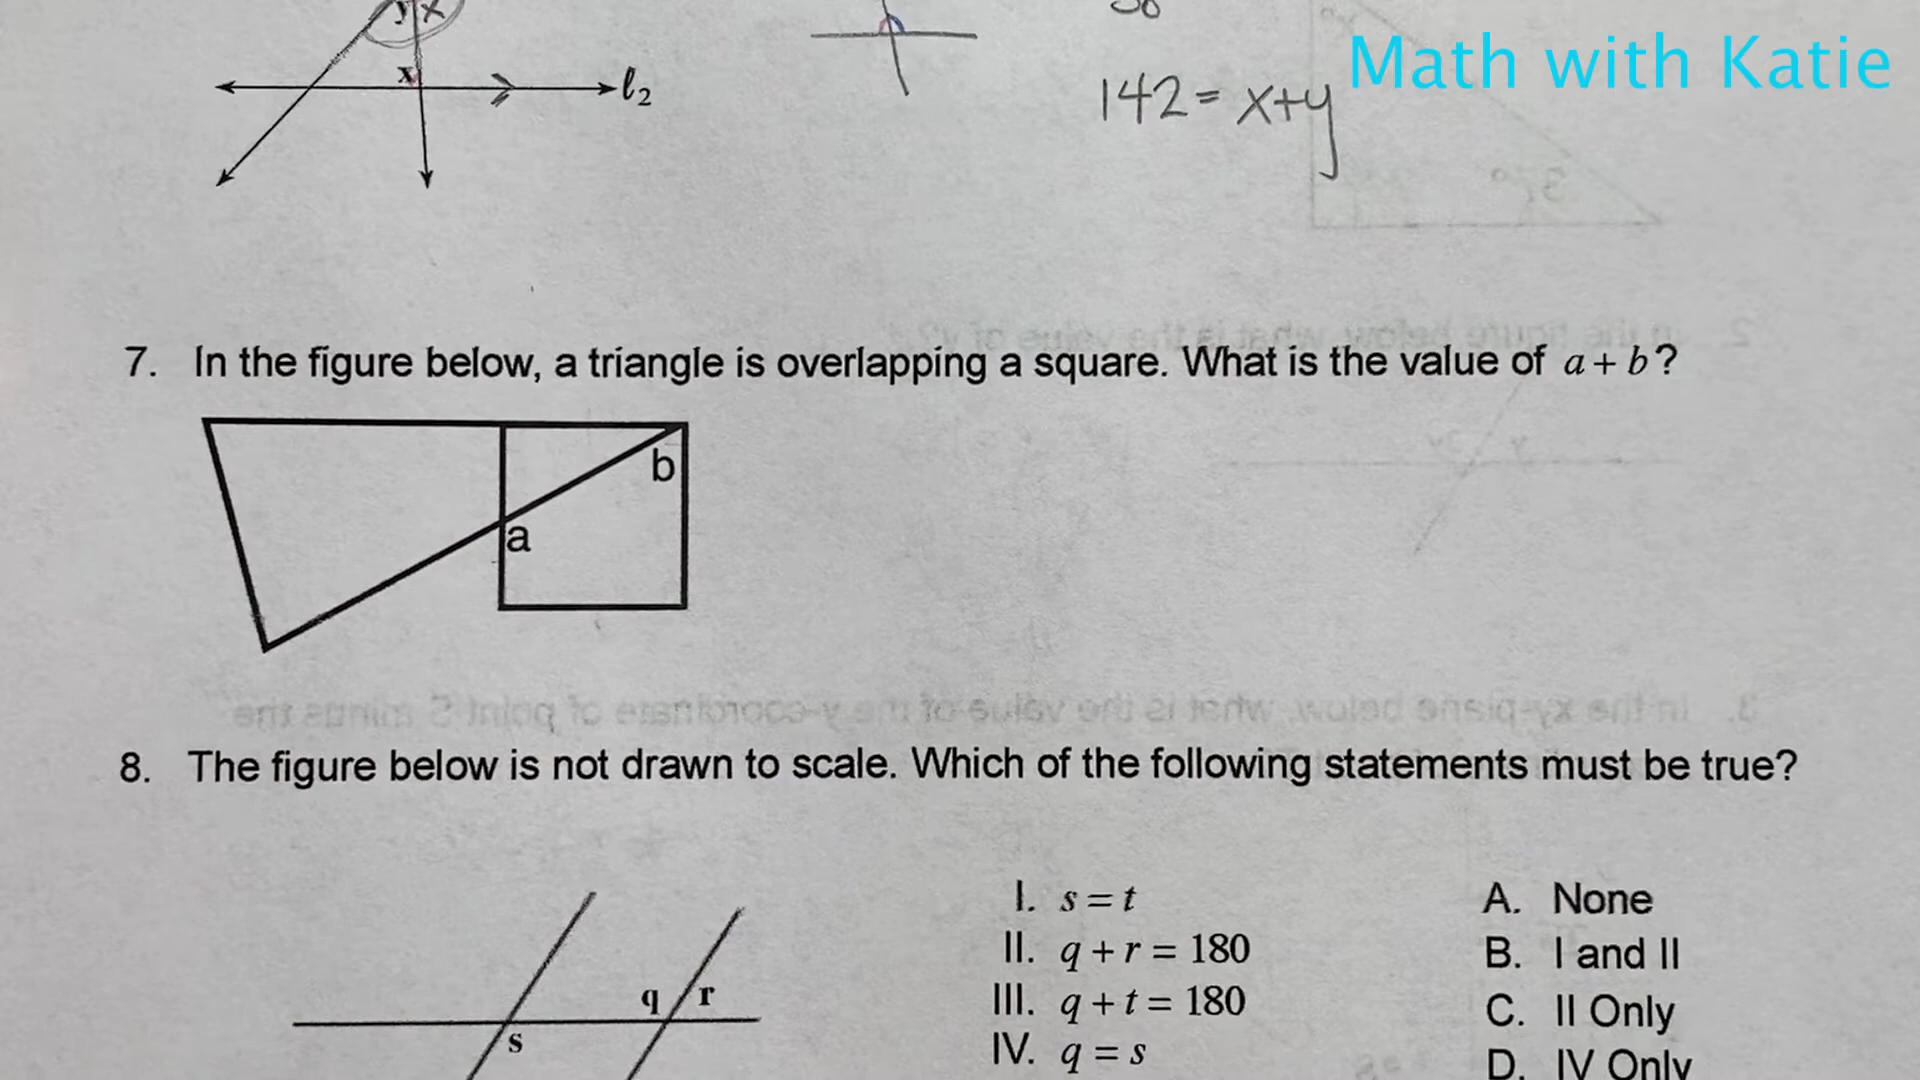 y x
Math with Katie
x
ℓ2
142 = x+y
7. In the figure below, a triangle is overlapping a square. What is the value of a + b?
b
a
8. The figure below is not drawn to scale. Which of the following statements must be true?
I. s = t
A. None
II. q + r = 180
B. I and II
q r
III. q + t = 180
C. II Only
s
IV. q = s
D. IV Only